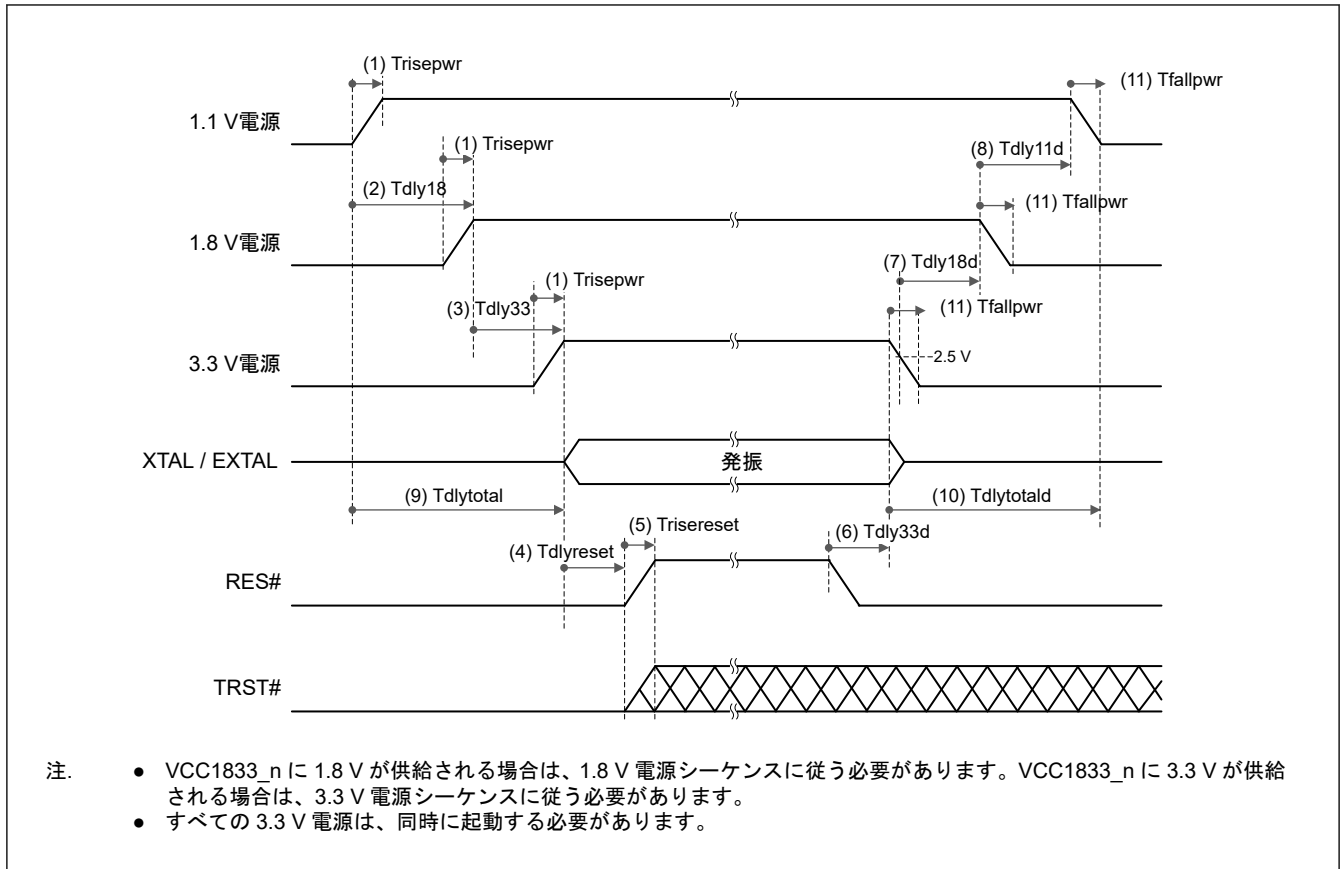 (1) Trisepwr
(11) Tfallpwr
1.1 V電源
(1) Trisepwr
(8) Tdly11d
(2) Tdly18
(11) Tfallpwr
1.8 V電源
(7) Tdly18d
(1) Trisepwr
(3) Tdly33
(11) Tfallpwr
2.5 V
3.3 V電源
XTAL / EXTAL
発振
(9) Tdlytotal
(10) Tdlytotald
(5) Trisereset
(6) Tdly33d
(4) Tdlyreset
RES#
TRST#
注. ● VCC1833_n に 1.8 V が供給される場合は、1.8 V 電源シーケンスに従う必要があります。VCC1833_n に 3.3 V が供給
される場合は、3.3 V 電源シーケンスに従う必要があります。
● すべての 3.3 V 電源は、同時に起動する必要があります。